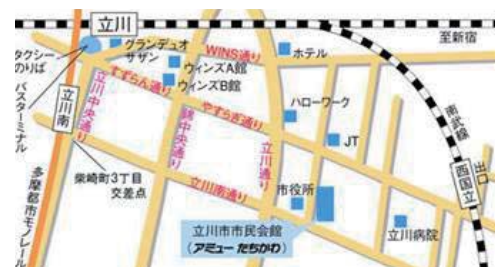 立川
至新宿
タクシー
のりば
グランデュオ
サザン
WINS通り
ホテル
ウィンズA館
ウィンズB館
すずらん通り
バスターミナル
立川南
立川中央通り
錦中央通り
やすらぎ通り
ハローワーク
南武線
JT
立川通り
柴崎町3丁目
交差点
立川南通り
市役所
西国立
出口
多摩都市モノレール
立川市市民会館
(アミュー たちかわ)
立川病院